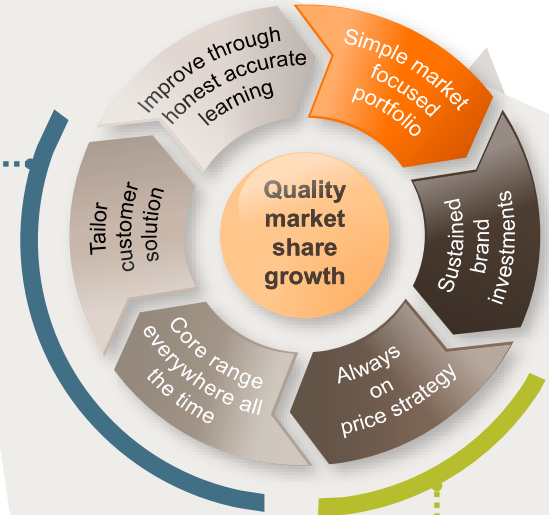 Simple market
focused
portfolio
Sustained
brand
investments
Always
on
price strategy
Core range
everywhere all
the time
Tailor
customer
solution
Improve through
honest accurate
learning
Quality
market
share
growth